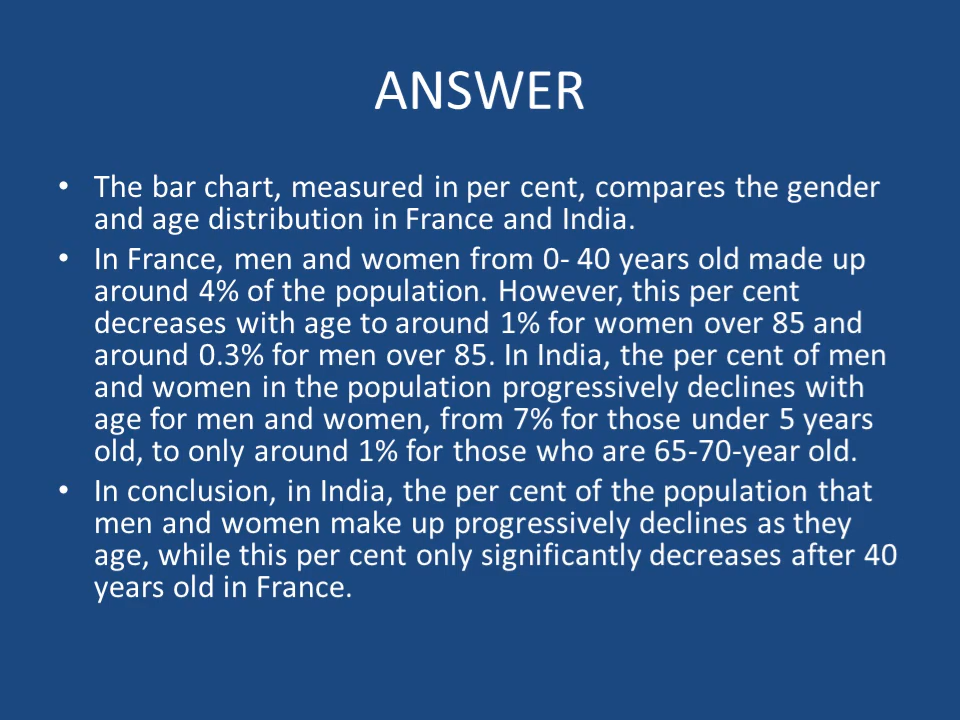 ANSWER
• The bar chart, measured in per cent, compares the gender
and age distribution in France and India.
• In France, men and women from 0- 40 years old made up
around 4% of the population. However, this per cent
decreases with age to around 1% for women over 85 and
around 0.3% for men over 85. In India, the per cent of men
and women in the population progressively declines with
age for men and women, from 7% for those under 5 years
old, to only around 1% for those who are 65-70-year old.
• In conclusion, in India, the per cent of the population that
men and women make up progressively declines as they
age, while this per cent only significantly decreases after 40
years old in France.